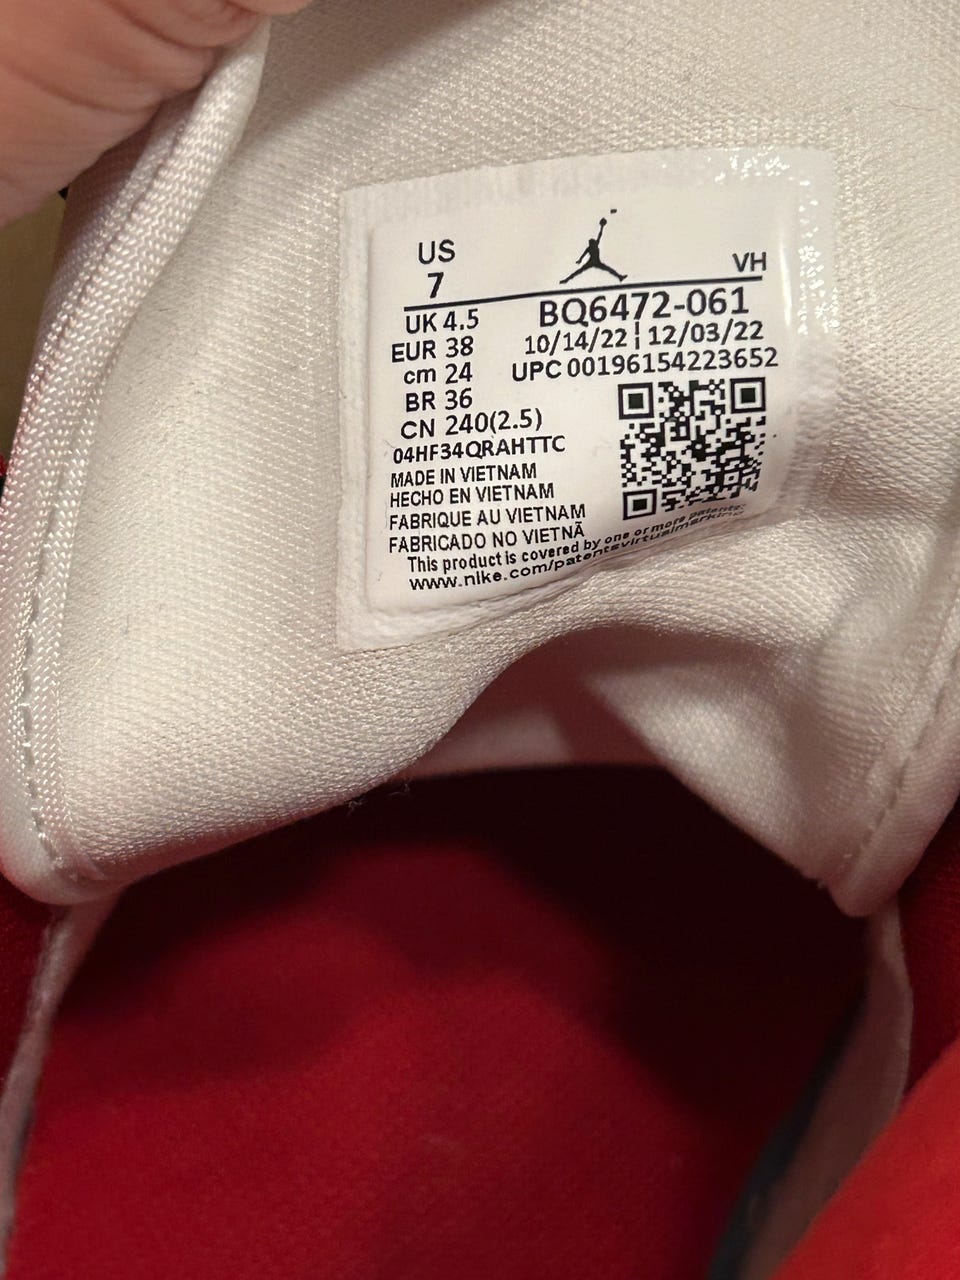 US
7
VH
UK 4.5
EUR 38
cm 24
BR 36
CN 240(2.5)
BQ6472-061
10/14/22 ¦ 12/03/22
UPC 00196154223652
04HF34QRAHTTC
MADE IN VIETNAM
HECHO EN VIETNAM
FABRIQUE AU VIETNAM
FABRICADO NO VIETNÃ
This product is covered by one or more patents:
www.nike.com/patentsvirtualmarking